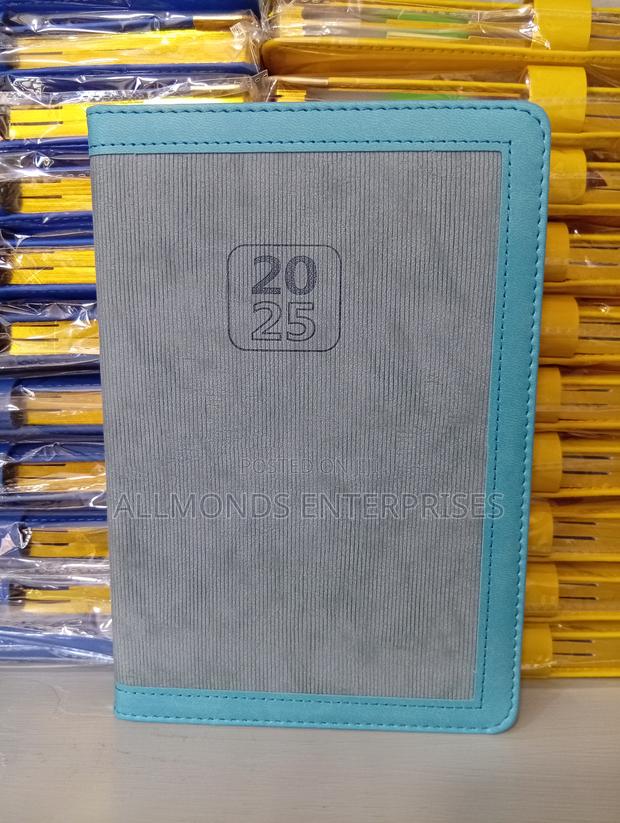 20
25
POSTED ON
ALLMONDS ENTERPRISES